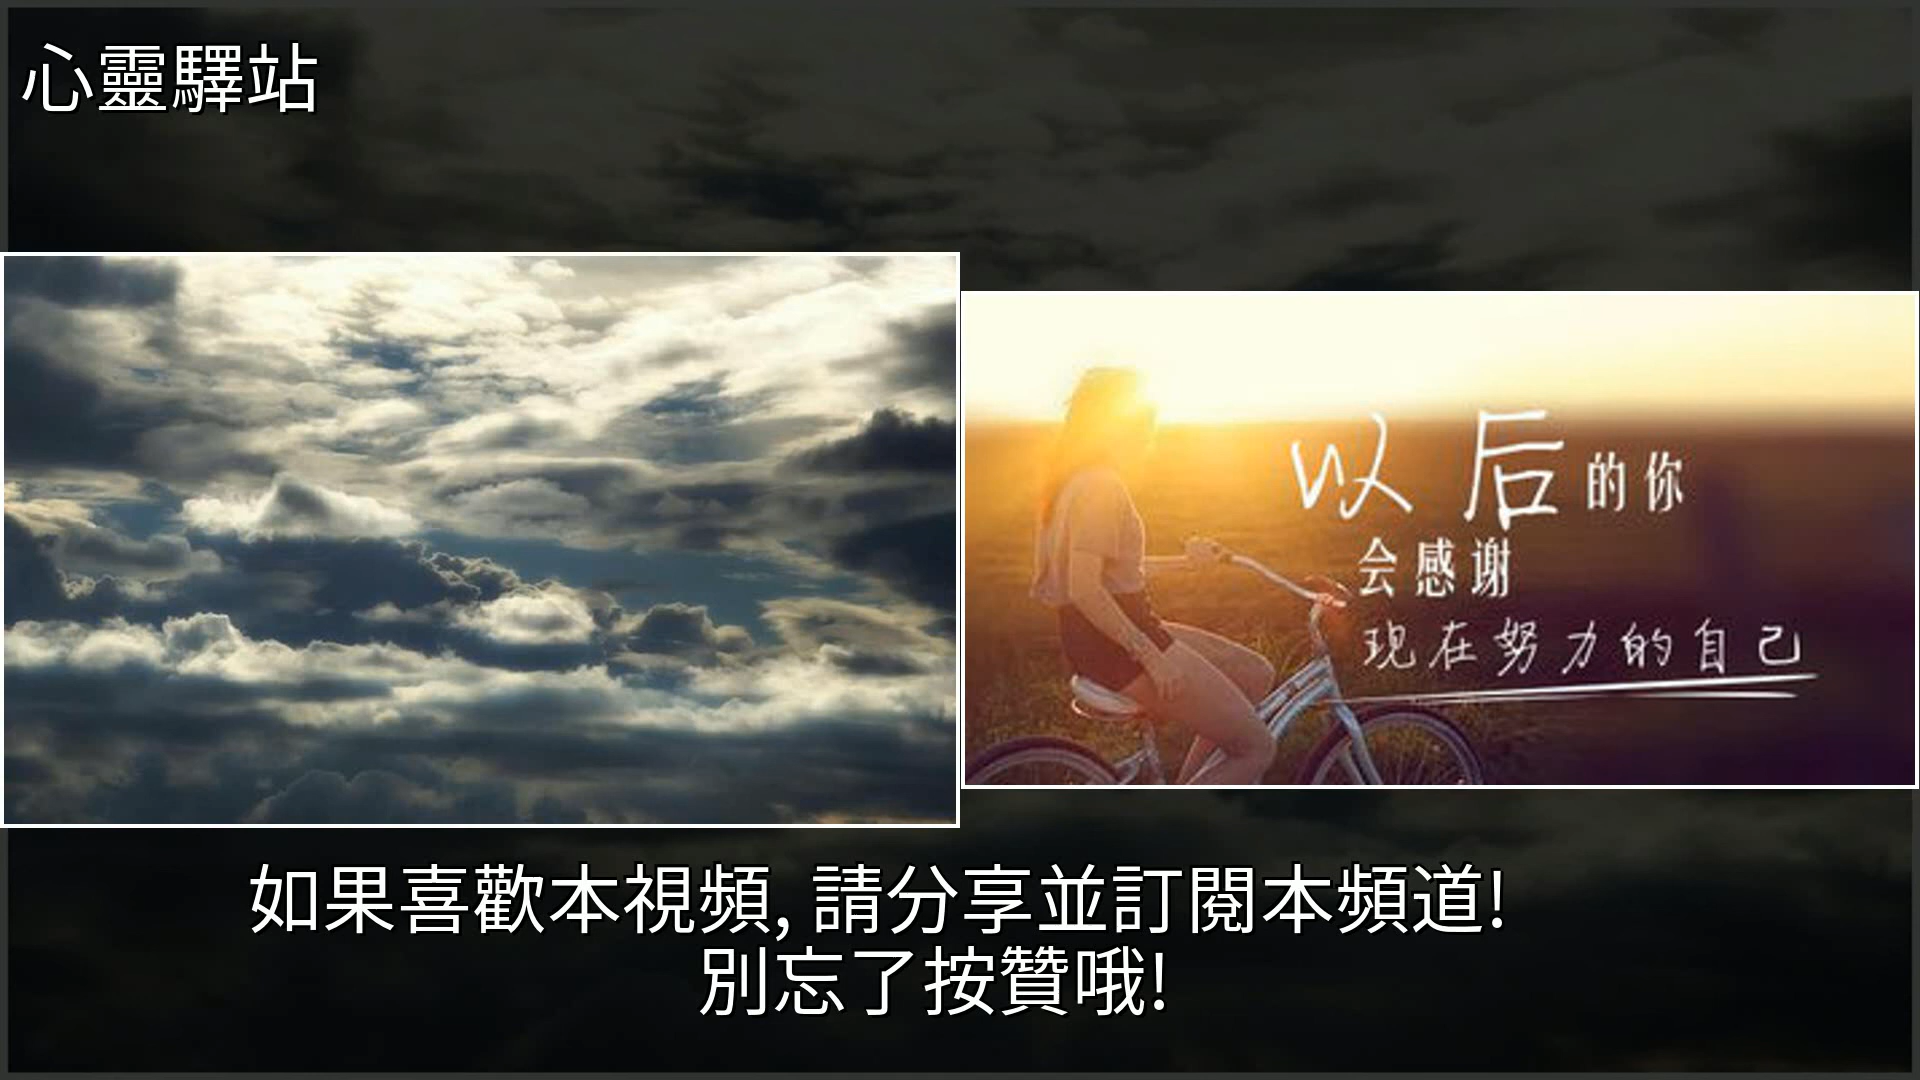 心靈驛站
以后的你
会感谢
现在努力的自己
如果喜歡本視頻, 請分享並訂閱本頻道!
別忘了按贊哦!